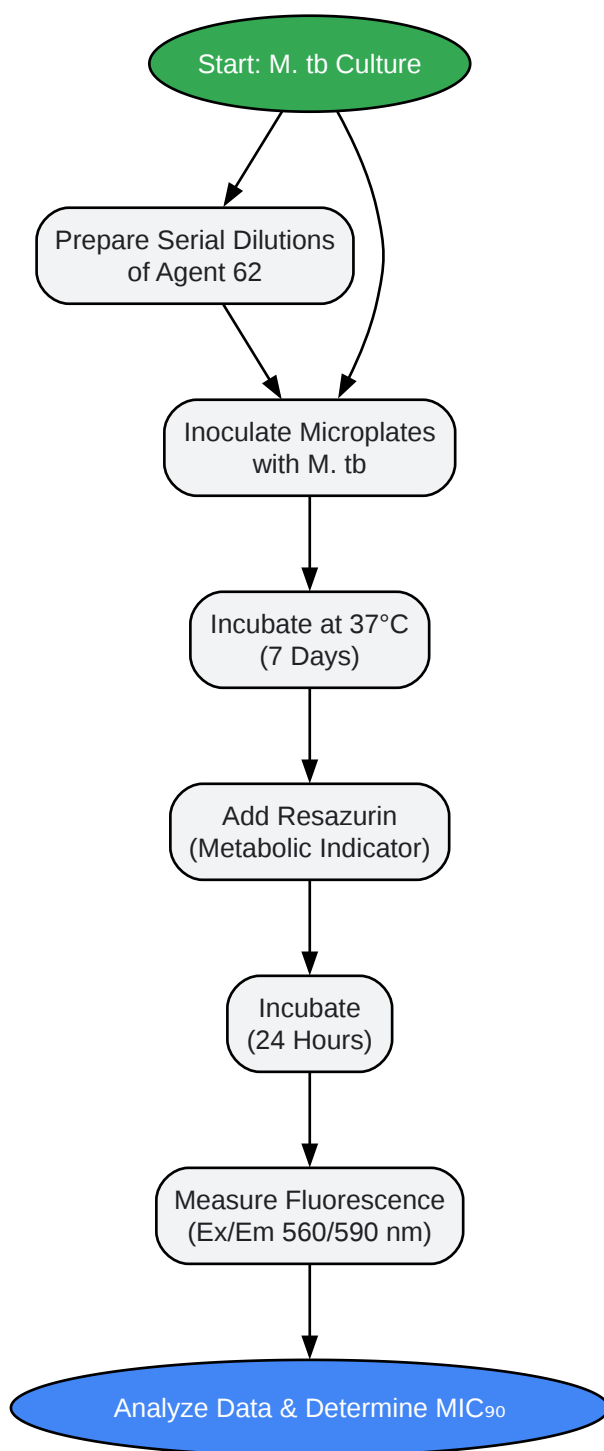 Start: M. tb Culture
Prepare Serial Dilutions
of Agent 62
Inoculate Microplates
with M. tb
Incubate at 37°C
(7 Days)
Add Resazurin
(Metabolic Indicator)
Incubate
(24 Hours)
Measure Fluorescence
(Ex/Em 560/590 nm)
Analyze Data & Determine MIC₉₀